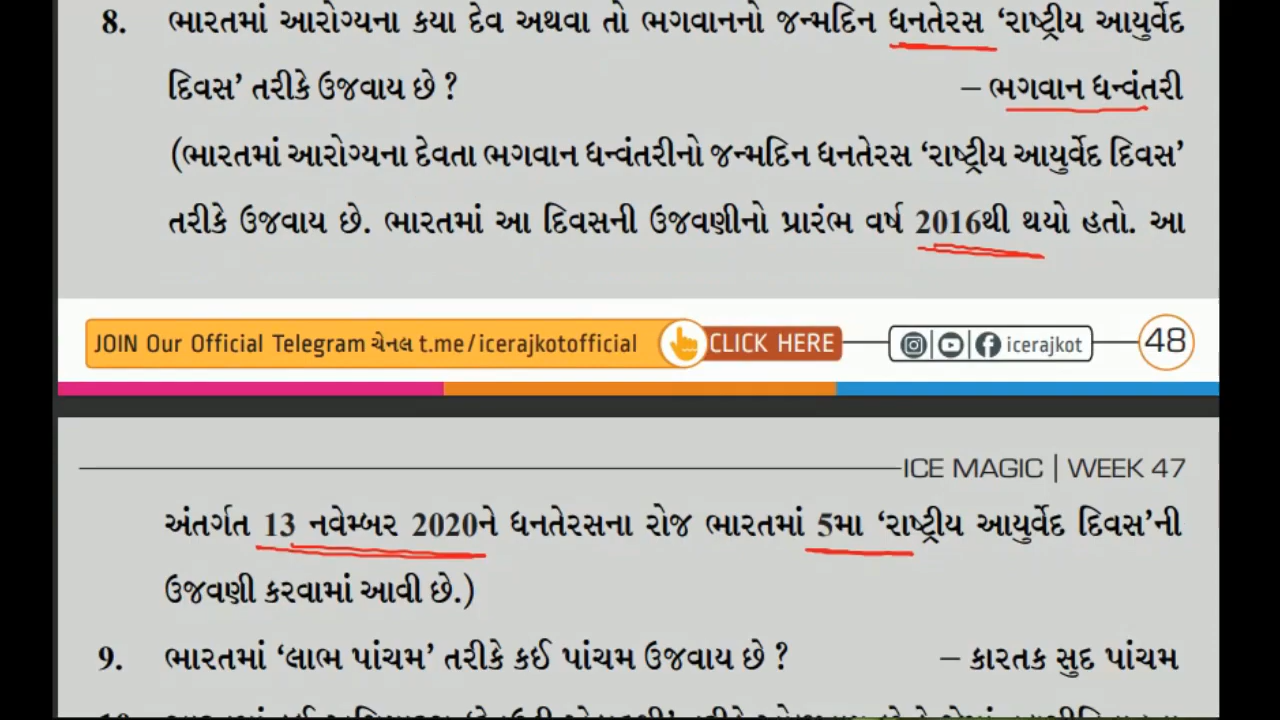 8. ભારતમાં આરોગ્યના કયા દેવ અથવા તો ભગવાનનો જન્મદિન ધનતેરસ ‘રાષ્ટ્રીય આયુર્વેદ
દિવસ’ તરીકે ઉજવાય છે ? – ભગવાન ધન્વંતરી
(ભારતમાં આરોગ્યના દેવતા ભગવાન ધન્વંતરીનો જન્મદિન ધનતેરસ ‘રાષ્ટ્રીય આયુર્વેદ દિવસ’
તરીકે ઉજવાય છે. ભારતમાં આ દિવસની ઉજવણીનો પ્રારંભ વર્ષ 2016થી થયો હતો. આ
JOIN Our Official Telegram ચેનલ t.me/icerajkotofficial CLICK HERE icerajkot 48
ICE MAGIC | WEEK 47
અંતર્ગત 13 નવેમ્બર 2020ને ધનતેરસના રોજ ભારતમાં 5મા ‘રાષ્ટ્રીય આયુર્વેદ દિવસ’ની
ઉજવણી કરવામાં આવી છે.)
9. ભારતમાં ‘લાભ પાંચમ’ તરીકે કઈ પાંચમ ઉજવાય છે ? – કારતક સુદ પાંચમ